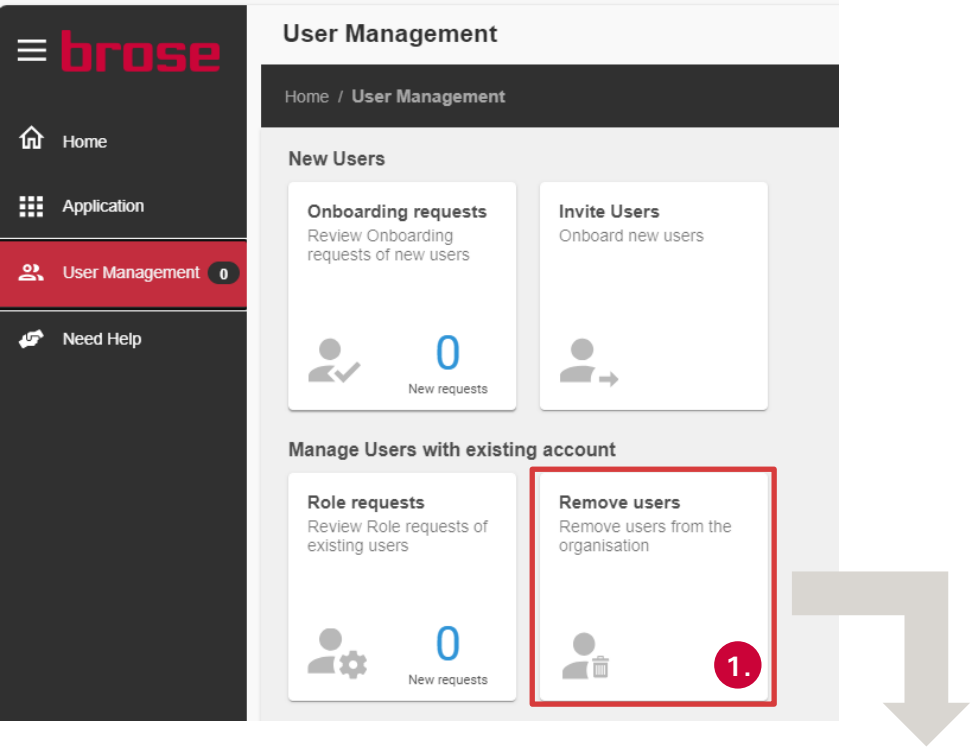 brose
User Management
Home / User Management
Home
Application
User Management 0
Need Help
New Users
Onboarding requests
Review Onboarding
requests of new users
0
New requests
Invite Users
Onboard new users
Manage Users with existing account
Role requests
Review Role requests of
existing users
0
New requests
Remove users
Remove users from the
organisation
1.